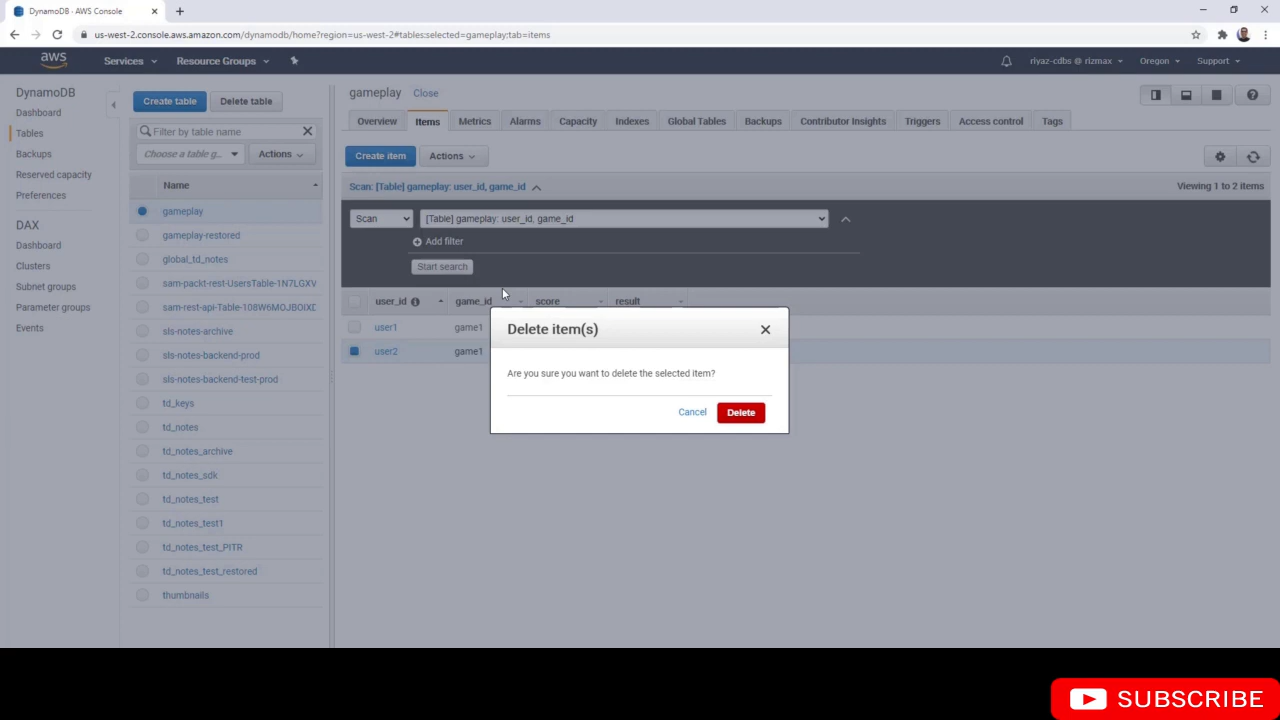 DynamoDB - AWS Console
us-west-2.console.aws.amazon.com/dynamodb/home?region=us-west-2#tables:selected=gameplay;tab=items
aws
Services
Resource Groups
riyaz-cdbs @ rizmax
Oregon
Support
DynamoDB
Dashboard
Tables
Backups
Reserved capacity
Preferences
DAX
Dashboard
Clusters
Subnet groups
Parameter groups
Events
Create table
Delete table
Filter by table name
Choose a table g...
Actions
Name
gameplay
gameplay-restored
global_td_notes
sam-packt-rest-UsersTable-1N7LGXV
sam-rest-api-Table-108W6MOJBOIXD
sls-notes-archive
sls-notes-backend-prod
sls-notes-backend-test-prod
td_keys
td_notes
td_notes_archive
td_notes_sdk
td_notes_test
td_notes_test1
td_notes_test_PITR
td_notes_test_restored
thumbnails
gameplay Close
Overview Items Metrics Alarms Capacity Indexes Global Tables Backups Contributor Insights Triggers Access control Tags
Create item
Actions
Scan: [Table] gameplay: user_id, game_id
Viewing 1 to 2 items
Scan
[Table] gameplay: user_id, game_id
Add filter
Start search
user_id game_id score result
user1 game1
user2 game1
Delete item(s)
Are you sure you want to delete the selected item?
Cancel Delete
SUBSCRIBE